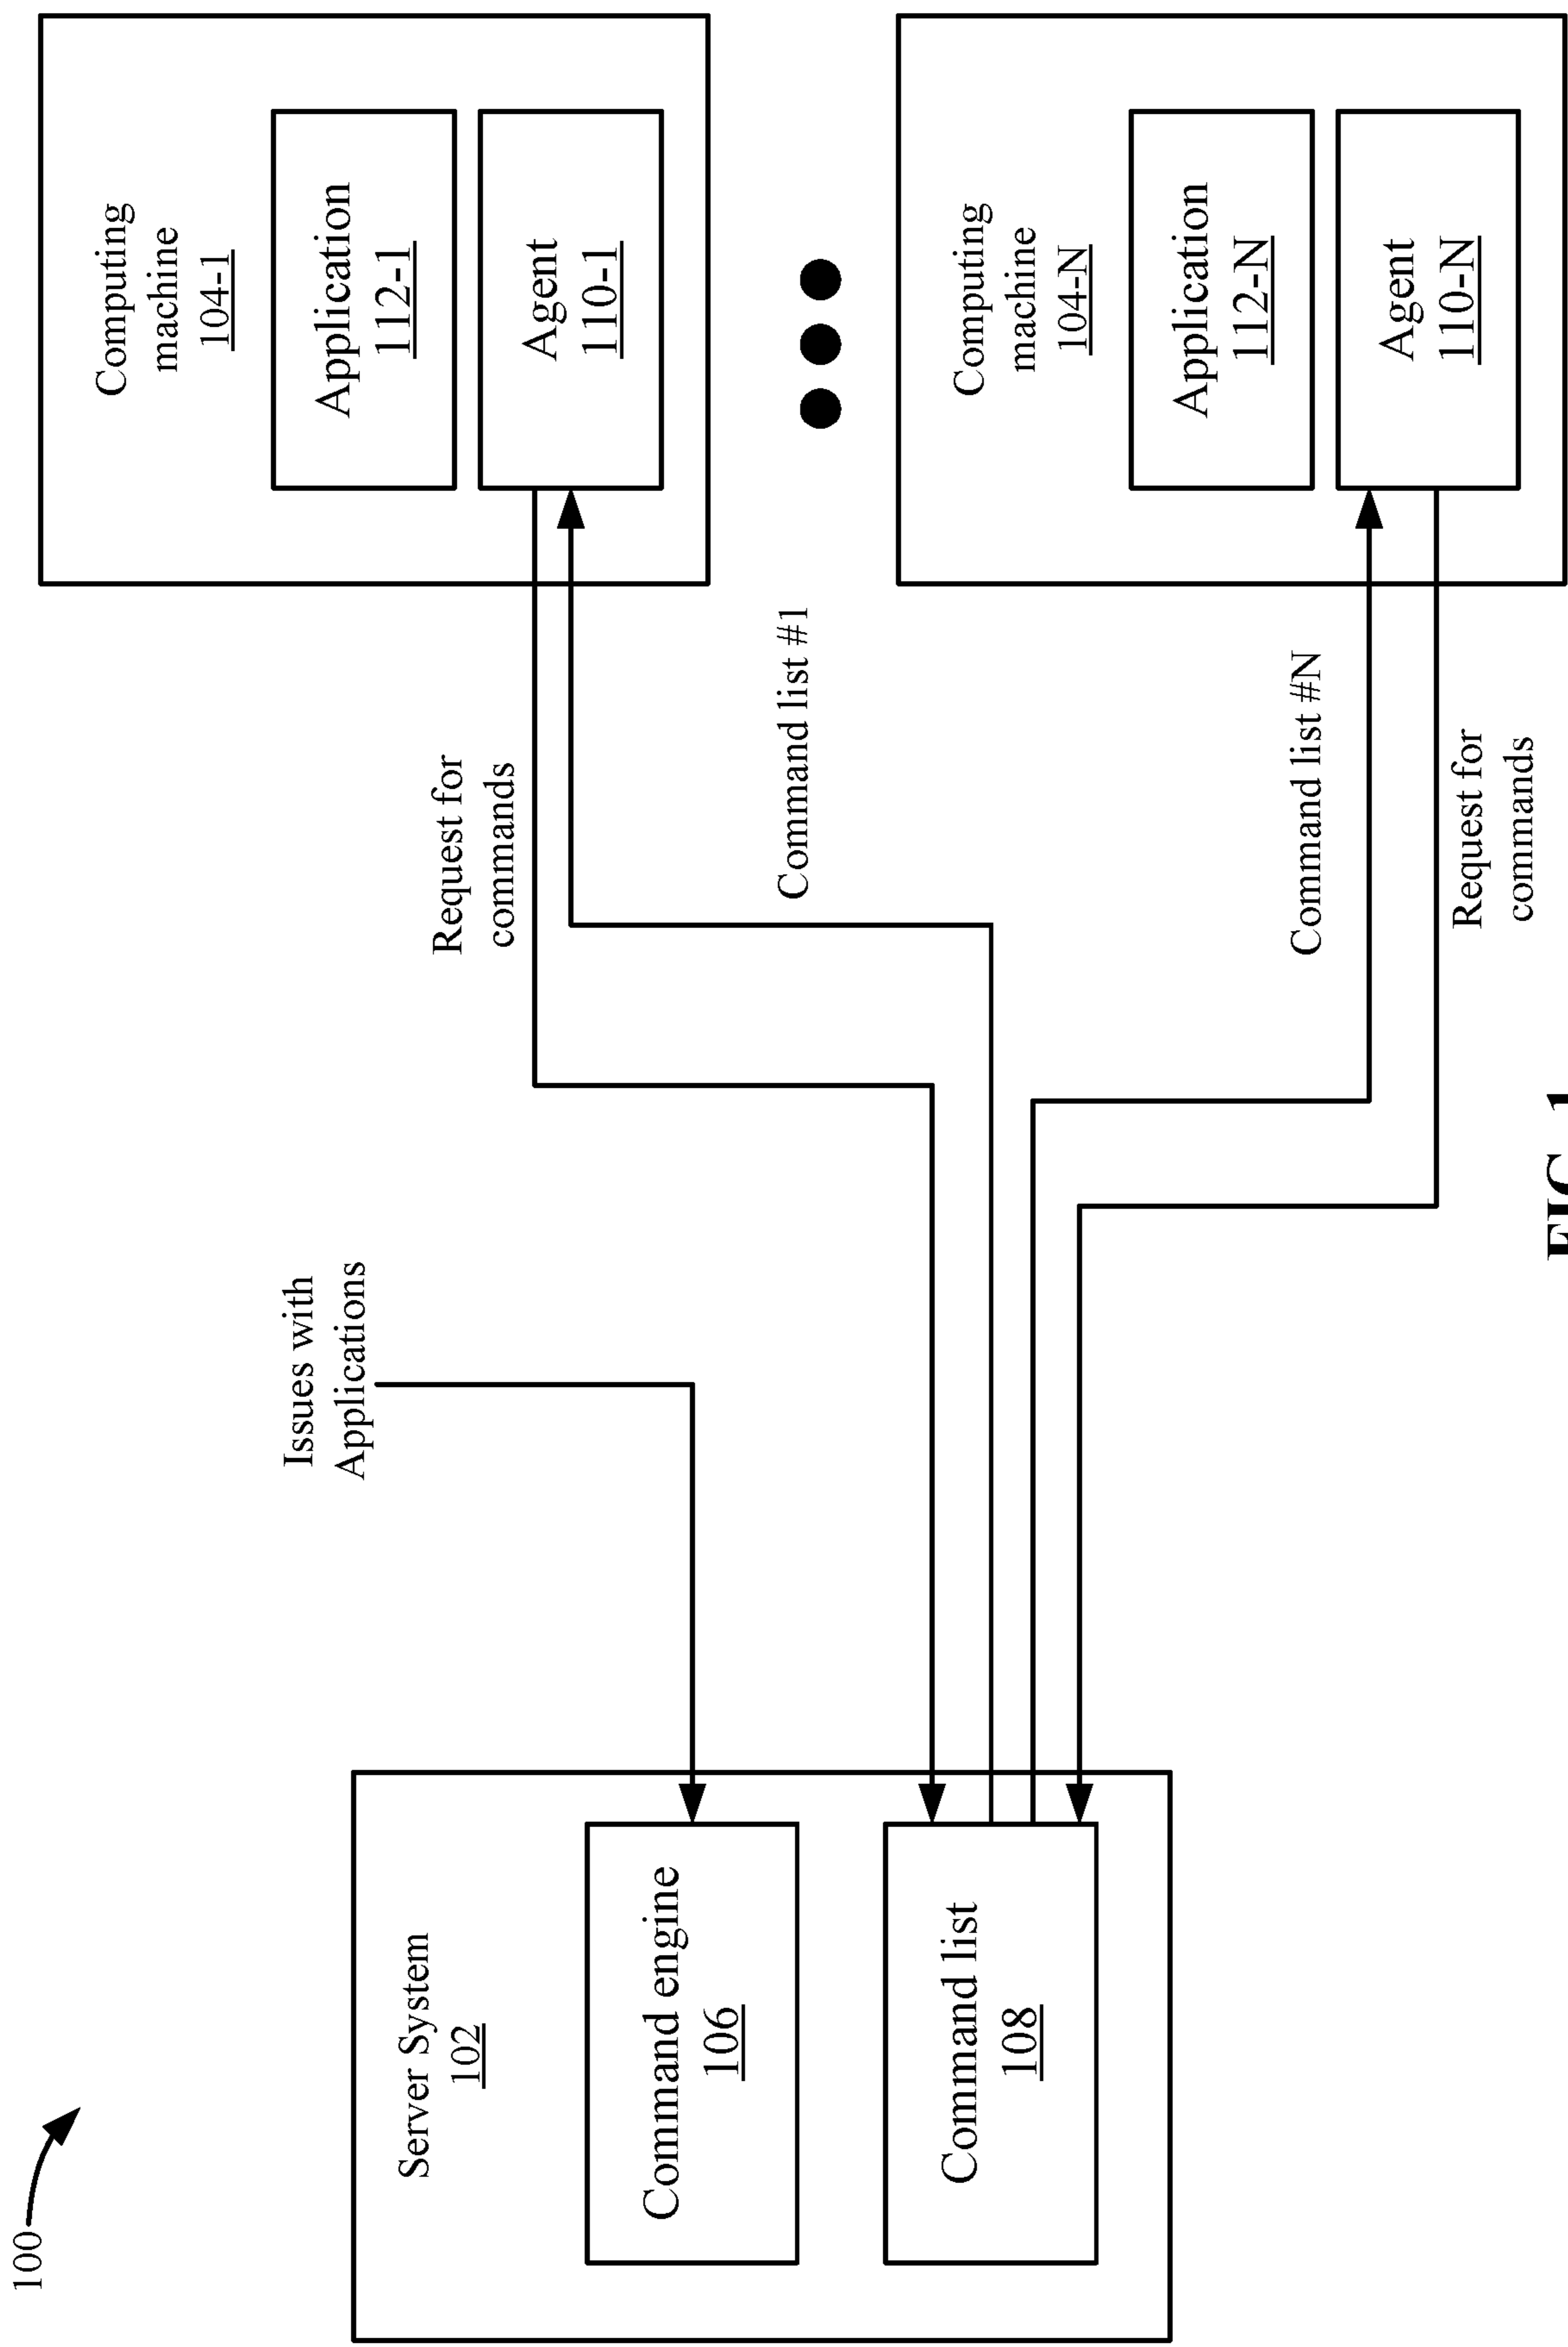 100
Server System
102
Command engine
106
Command list
108
Issues with
Applications
Request for
commands
Command list #1
Command list #N
Request for
commands
Computing
machine
104-1
Application
112-1
Agent
110-1
Computing
machine
104-N
Application
112-N
Agent
110-N